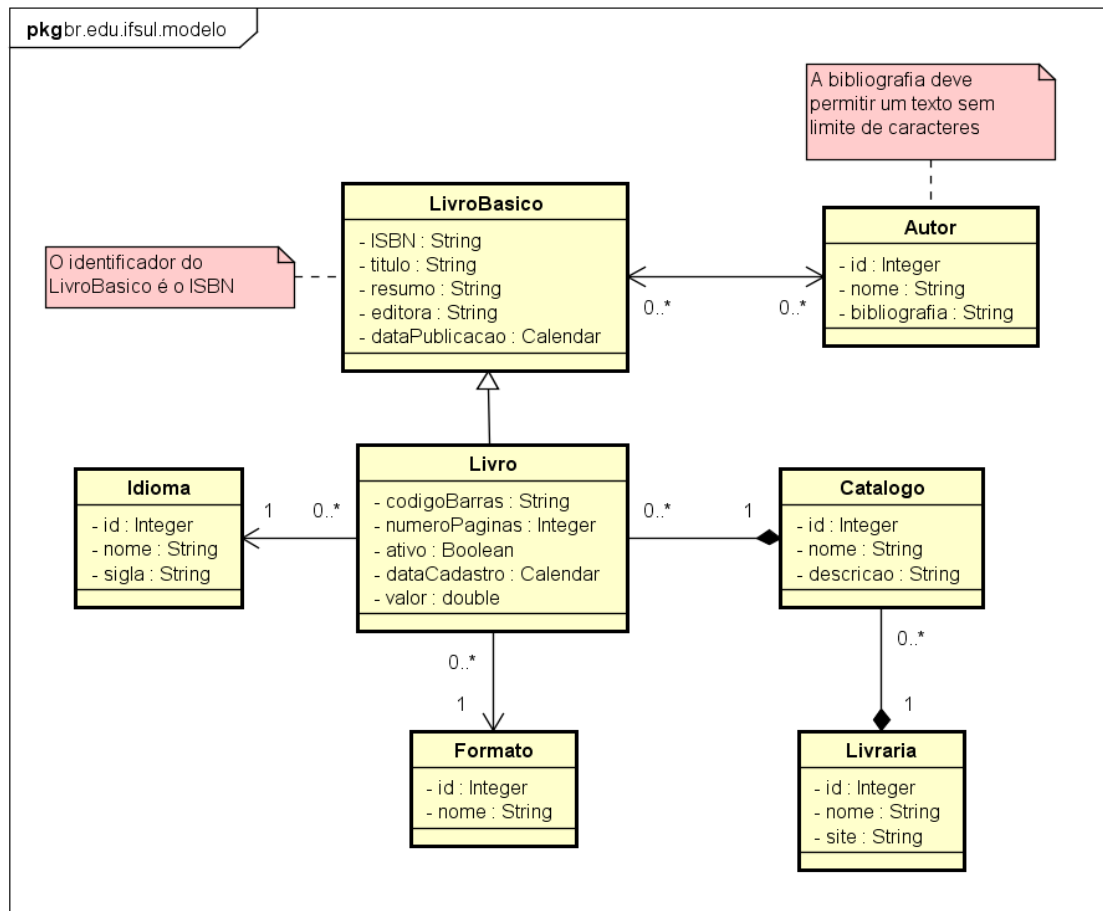 pkg br.edu.ifsul.modelo
A bibliografia deve
permitir um texto sem
limite de caracteres
LivroBasico
- ISBN : String
- titulo : String
- resumo : String
- editora : String
- dataPublicacao : Calendar
O identificador do
LivroBasico é o ISBN
0..*
0..*
Autor
- id : Integer
- nome : String
- bibliografia : String
Idioma
- id : Integer
- nome : String
- sigla : String
1
0..*
Livro
- codigoBarras : String
- numeroPaginas : Integer
- ativo : Boolean
- dataCadastro : Calendar
- valor : double
0..*
1
Catalogo
- id : Integer
- nome : String
- descricao : String
0..*
1
0..*
1
Formato
- id : Integer
- nome : String
Livraria
- id : Integer
- nome : String
- site : String